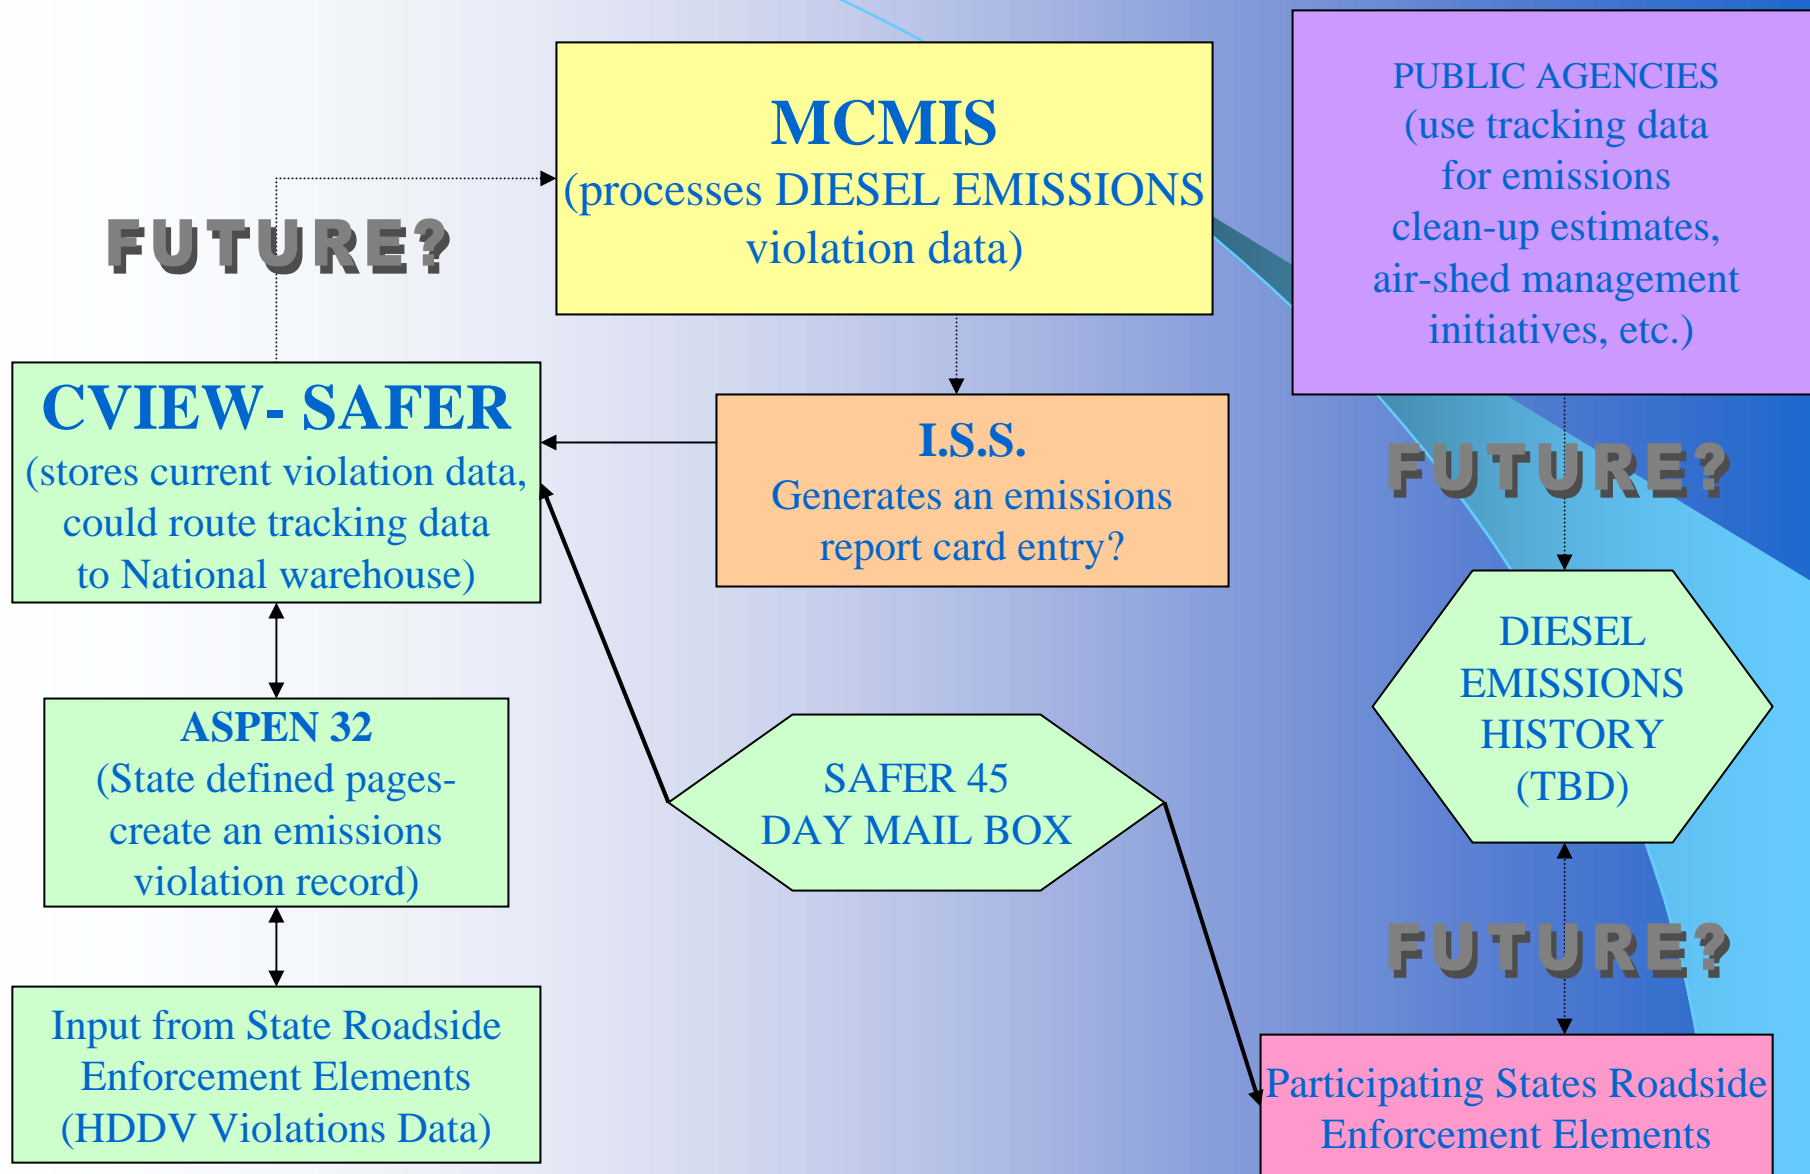 MCMIS
(processes DIESEL EMISSIONS
violation data)
PUBLIC AGENCIES
(use tracking data
for emissions
clean-up estimates,
air-shed management
initiatives, etc.)
FUTURE?
CVIEW- SAFER
(stores current violation data,
could route tracking data
to National warehouse)
I.S.S.
Generates an emissions
report card entry?
FUTURE?
DIESEL
EMISSIONS
HISTORY
(TBD)
ASPEN 32
(State defined pages-
create an emissions
violation record)
SAFER 45
DAY MAIL BOX
FUTURE?
Input from State Roadside
Enforcement Elements
(HDDV Violations Data)
Participating States Roadside
Enforcement Elements